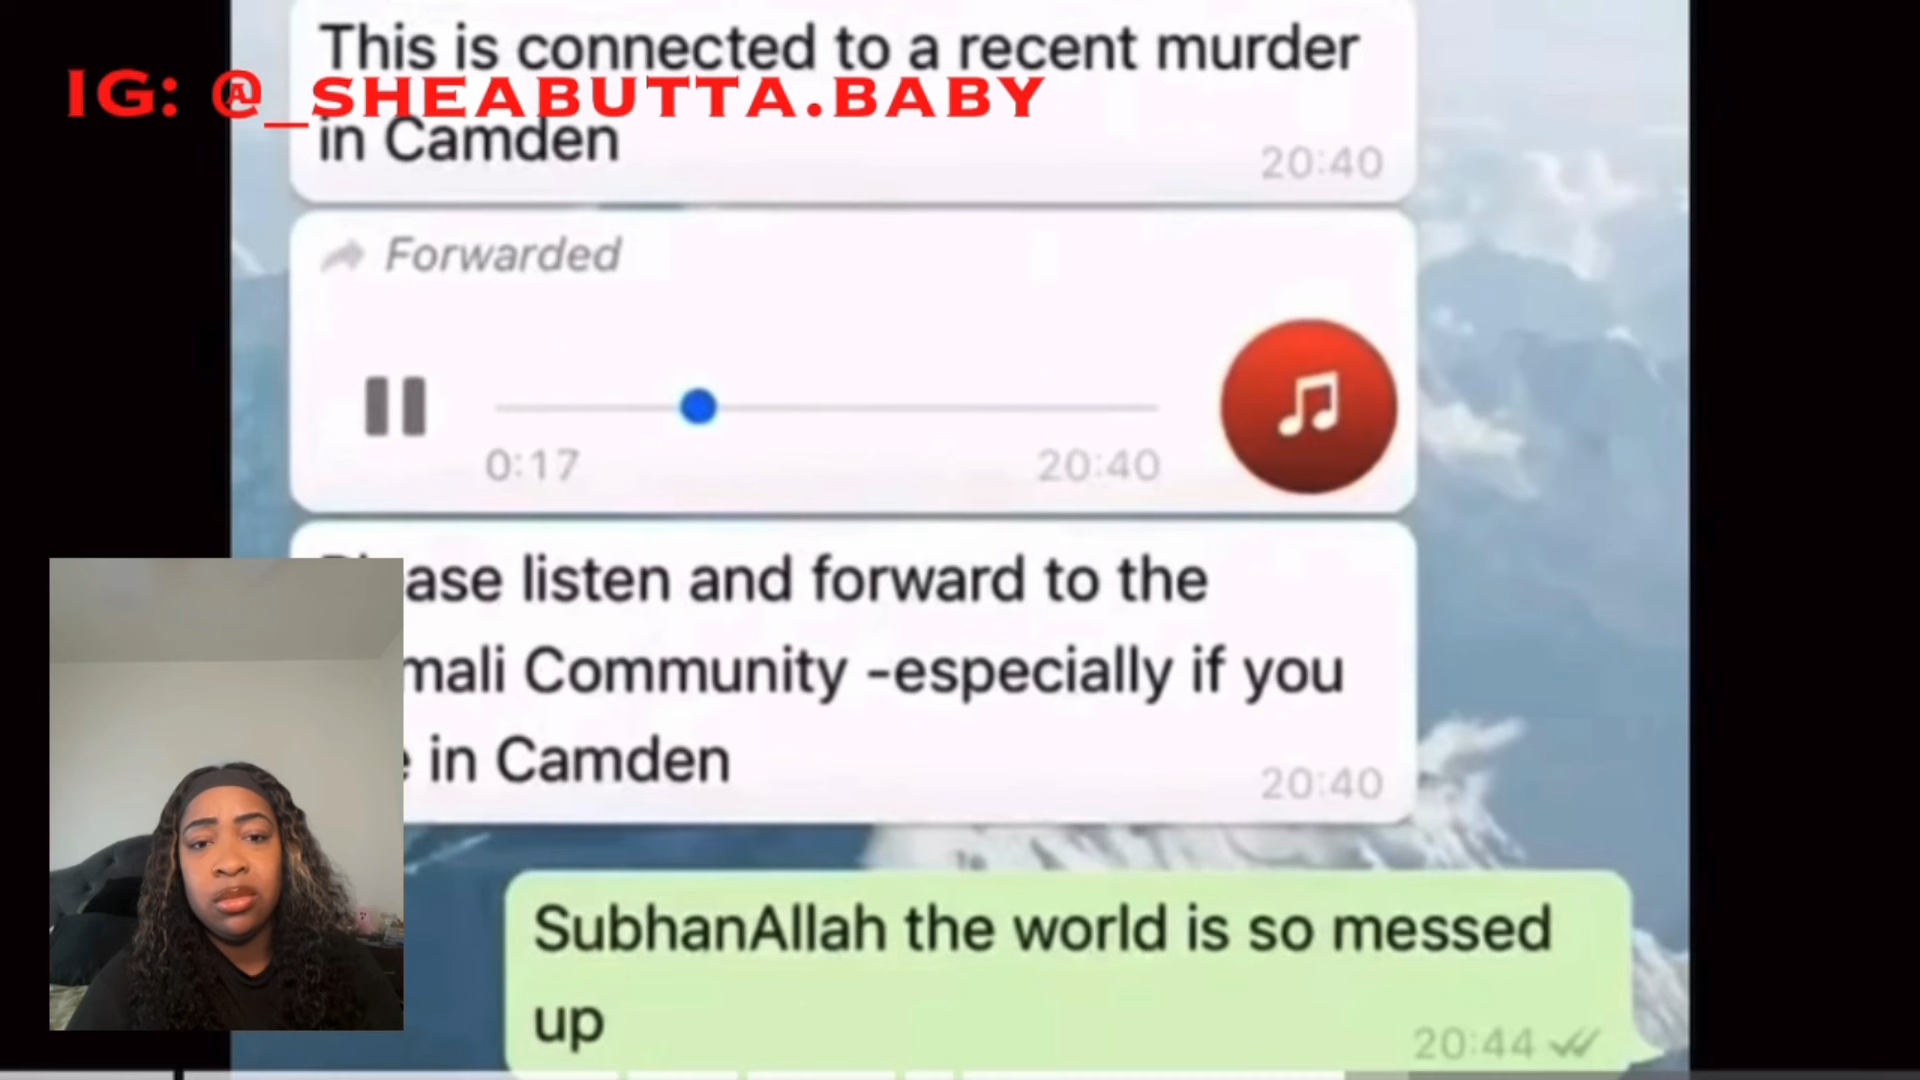 This is connected to a recent murder
IG: @_SHEABUTTA.BABY
in Camden
20:40
Forwarded
0:17 20:40
listen and forward to the
Community -especially if you
in Camden
20:40
SubhanAllah the world is so messed
up
20:44